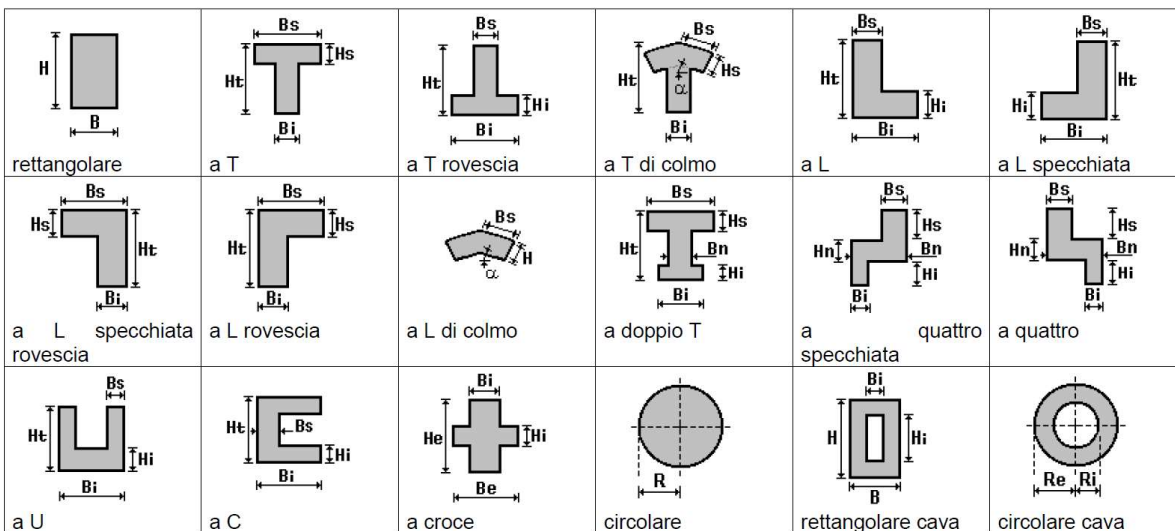 H
B
rettangolare
Bs
Hs
Ht
Bi
a T
Bs
Ht
Hi
Bi
a T rovescia
Bs
Ht
Hs
α
Bi
a T di colmo
Bs
Ht
Hi
Bi
a L
Bs
Ht
Hi
Bi
a L specchiata
Bs
Hs
Ht
Bi
a L specchiata
rovescia
Bs
Ht
Hs
Bi
a L rovescia
Bs
H
α
a L di colmo
Bs
Hs
Ht
Bn
Hi
Bi
a doppio T
Bs
Hs
Hn
Bn
Hi
Bi
a quattro
specchiata
Bs
Hs
Hn
Bn
Hi
Bi
a quattro
Bs
Ht
Hi
Bi
a U
Ht
Bs
Hi
Bi
a C
Bi
He
Hi
Be
a croce
R
circolare
Bi
H
Hi
B
rettangolare cava
Re Ri
circolare cava